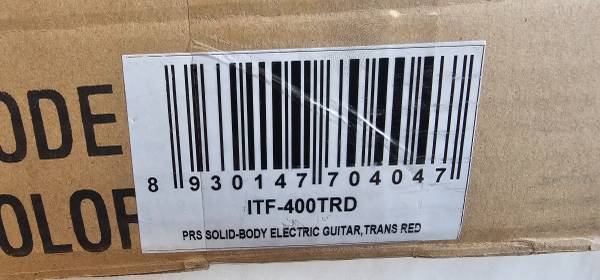 ODE
OLOR
8 930147 704047
ITF-400TRD
PRS SOLID-BODY ELECTRIC GUITAR,TRANS RED